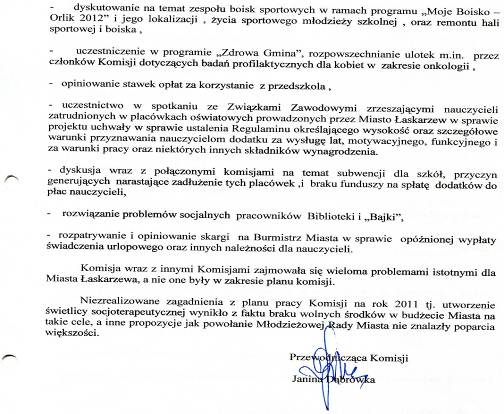 - dyskutowanie na temat zespołu boisk sportowych w ramach programu „Moje Boisko –
Orlik 2012” i jego lokalizacji , życia sportowego młodzieży szkolnej , oraz remontu hali
sportowej i boiska ,
- uczestniczenie w programie „Zdrowa Gmina”, rozpowszechnianie ulotek m.in. przez
członków Komisji dotyczących badań profilaktycznych dla kobiet w zakresie onkologii ,
- opiniowanie stawek opłat za korzystanie z przedszkola ,
- uczestnictwo w spotkaniu ze Związkami Zawodowymi zrzeszającymi nauczycieli
zatrudnionych w placówkach oświatowych prowadzonych przez Miasto Łaskarzew w sprawie
projektu uchwały w sprawie ustalenia Regulaminu określającego wysokość oraz szczegółowe
warunki przyznawania nauczycielom dodatku za wysługę lat, motywacyjnego, funkcyjnego i
za warunki pracy oraz niektórych innych składników wynagrodzenia.
- dyskusja wraz z połączonymi komisjami na temat subwencji dla szkół, przyczyn
generujących narastające zadłużenie tych placówek ,i braku funduszy na spłatę dodatków do
płac nauczycieli,
- rozwiązanie problemów socjalnych pracowników Biblioteki i „Bajki”,
- rozpatrywanie i opiniowanie skargi na Burmistrz Miasta w sprawie opóźnionej wypłaty
świadczenia urlopowego oraz innych należności dla nauczycieli.
Komisja wraz z innymi Komisjami zajmowała się wieloma problemami istotnymi dla
Miasta Łaskarzewa, a nie one były w zakresie planu komisji.
Niezrealizowane zagadnienia z planu pracy Komisji na rok 2011 tj. utworzenie
świetlicy socjoterapeutycznej wynikło z faktu braku wolnych środków w budżecie Miasta na
takie cele, a inne propozycje jak powołanie Młodzieżowej Rady Miasta nie znalazły poparcia
większości.
Przewodnicząca Komisji
Janina Dąbrówka